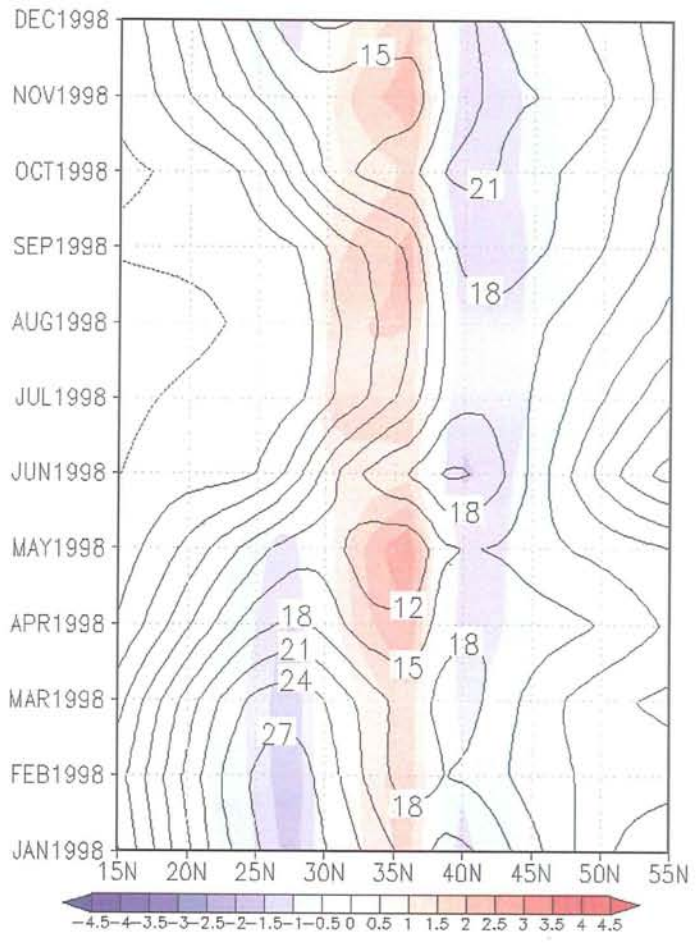 DEC1998
15
NOV1998
OCT1998
21
SEP1998
18
AUG1998
JUL1998
JUN1998
18
MAY1998
12
APR1998
18
18
21
15
24
MAR1998
27
FEB1998
18
JAN1998
15N 20N 25N 30N 35N 40N 45N 50N 55N
-4.5-4-3.5-3-2.5-2-1.5-1-0.5 0 0.5 1 1.5 2 2.5 3 3.5 4 4.5